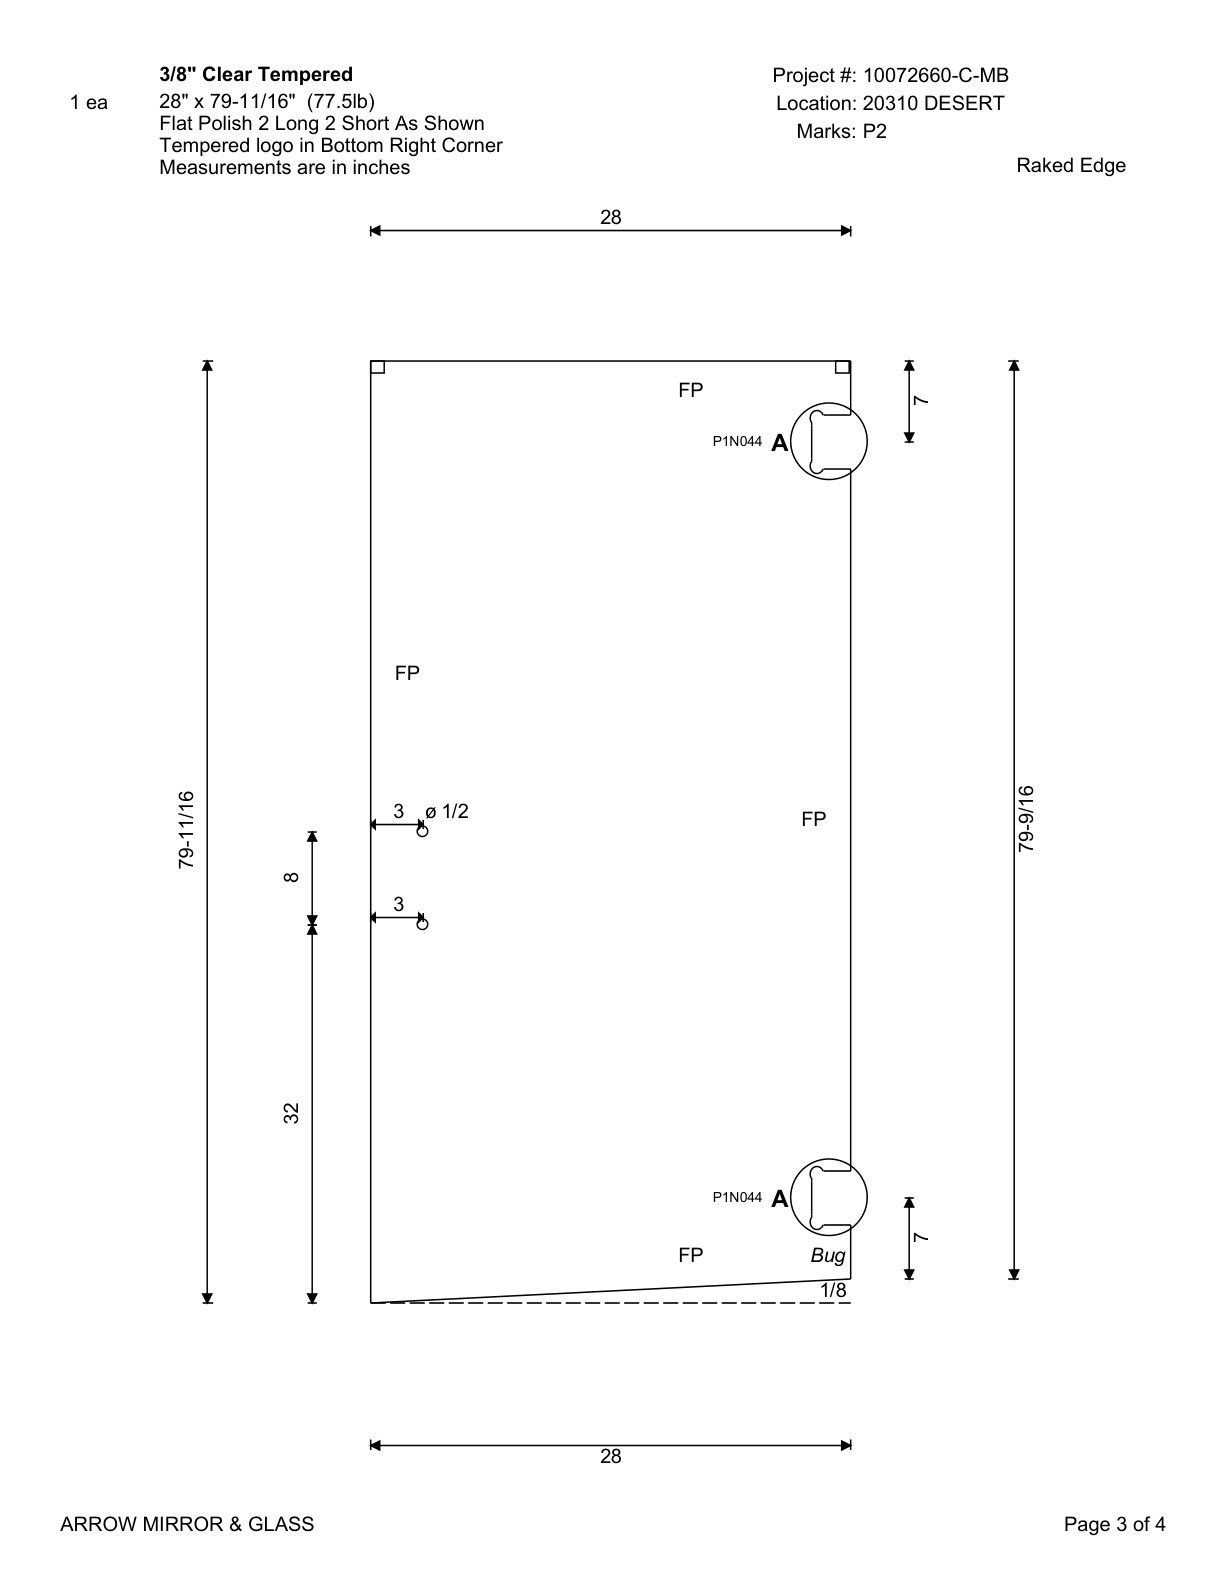 3/8" Clear Tempered
Project #: 10072660-C-MB
1 ea
28" x 79-11/16" (77.5lb)
Location: 20310 DESERT
Flat Polish 2 Long 2 Short As Shown
Marks: P2
Tempered logo in Bottom Right Corner
Measurements are in inches
Raked Edge
28
FP
7
P1N044 A
FP
3 ø 1/2
FP
79-11/16
79-9/16
8
3
32
P1N044 A
7
FP
Bug
1/8
28
ARROW MIRROR & GLASS
Page 3 of 4